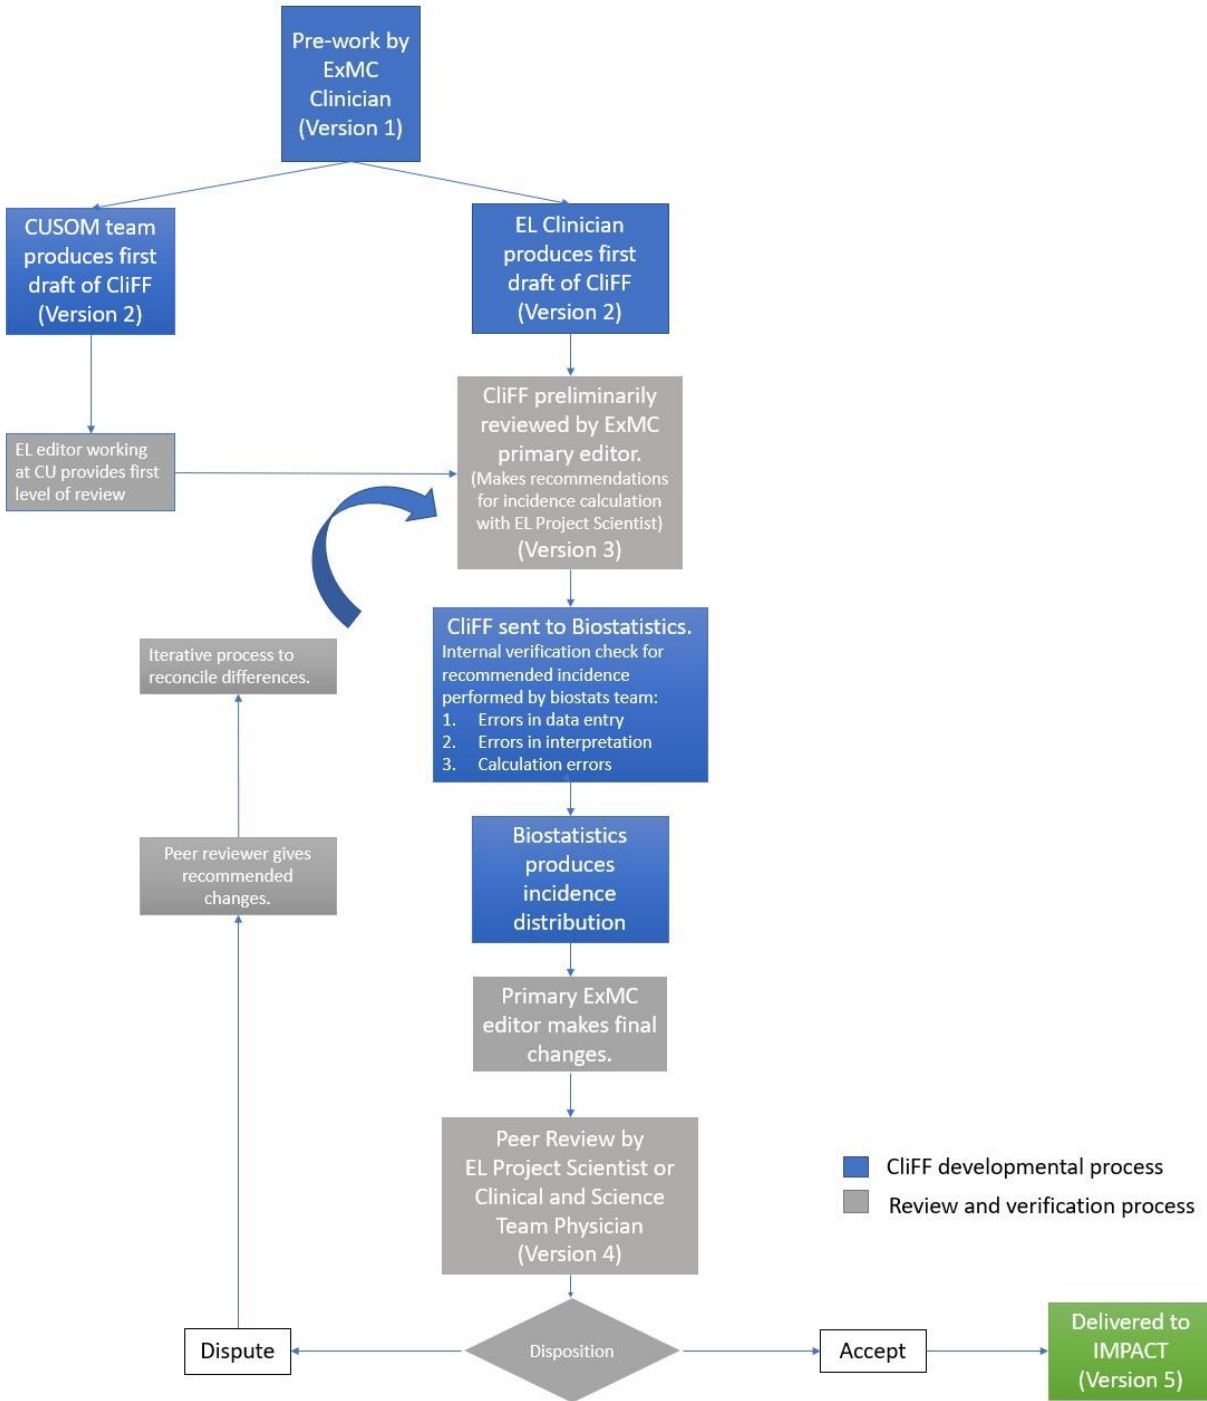 Pre-work by
ExMC
Clinician
(Version 1)
CUSOM team
produces first
draft of CliFF
(Version 2)
EL Clinician
produces first
draft of CliFF
(Version 2)
EL editor working
at CU provides first
level of review
CliFF preliminarily
reviewed by ExMC
primary editor.
(Makes recommendations
for incidence calculation
with EL Project Scientist)
(Version 3)
CliFF sent to Biostatistics.
Internal verification check for
recommended incidence
performed by biostats team:
1. Errors in data entry
2. Errors in interpretation
3. Calculation errors
Iterative process to
reconcile differences.
Biostatistics
produces
incidence
distribution
Peer reviewer gives
recommended
changes.
Primary ExMC
editor makes final
changes.
Peer Review by
EL Project Scientist or
Clinical and Science
Team Physician
(Version 4)
CliFF developmental process
Review and verification process
Dispute
Disposition
Accept
Delivered to
IMPACT
(Version 5)